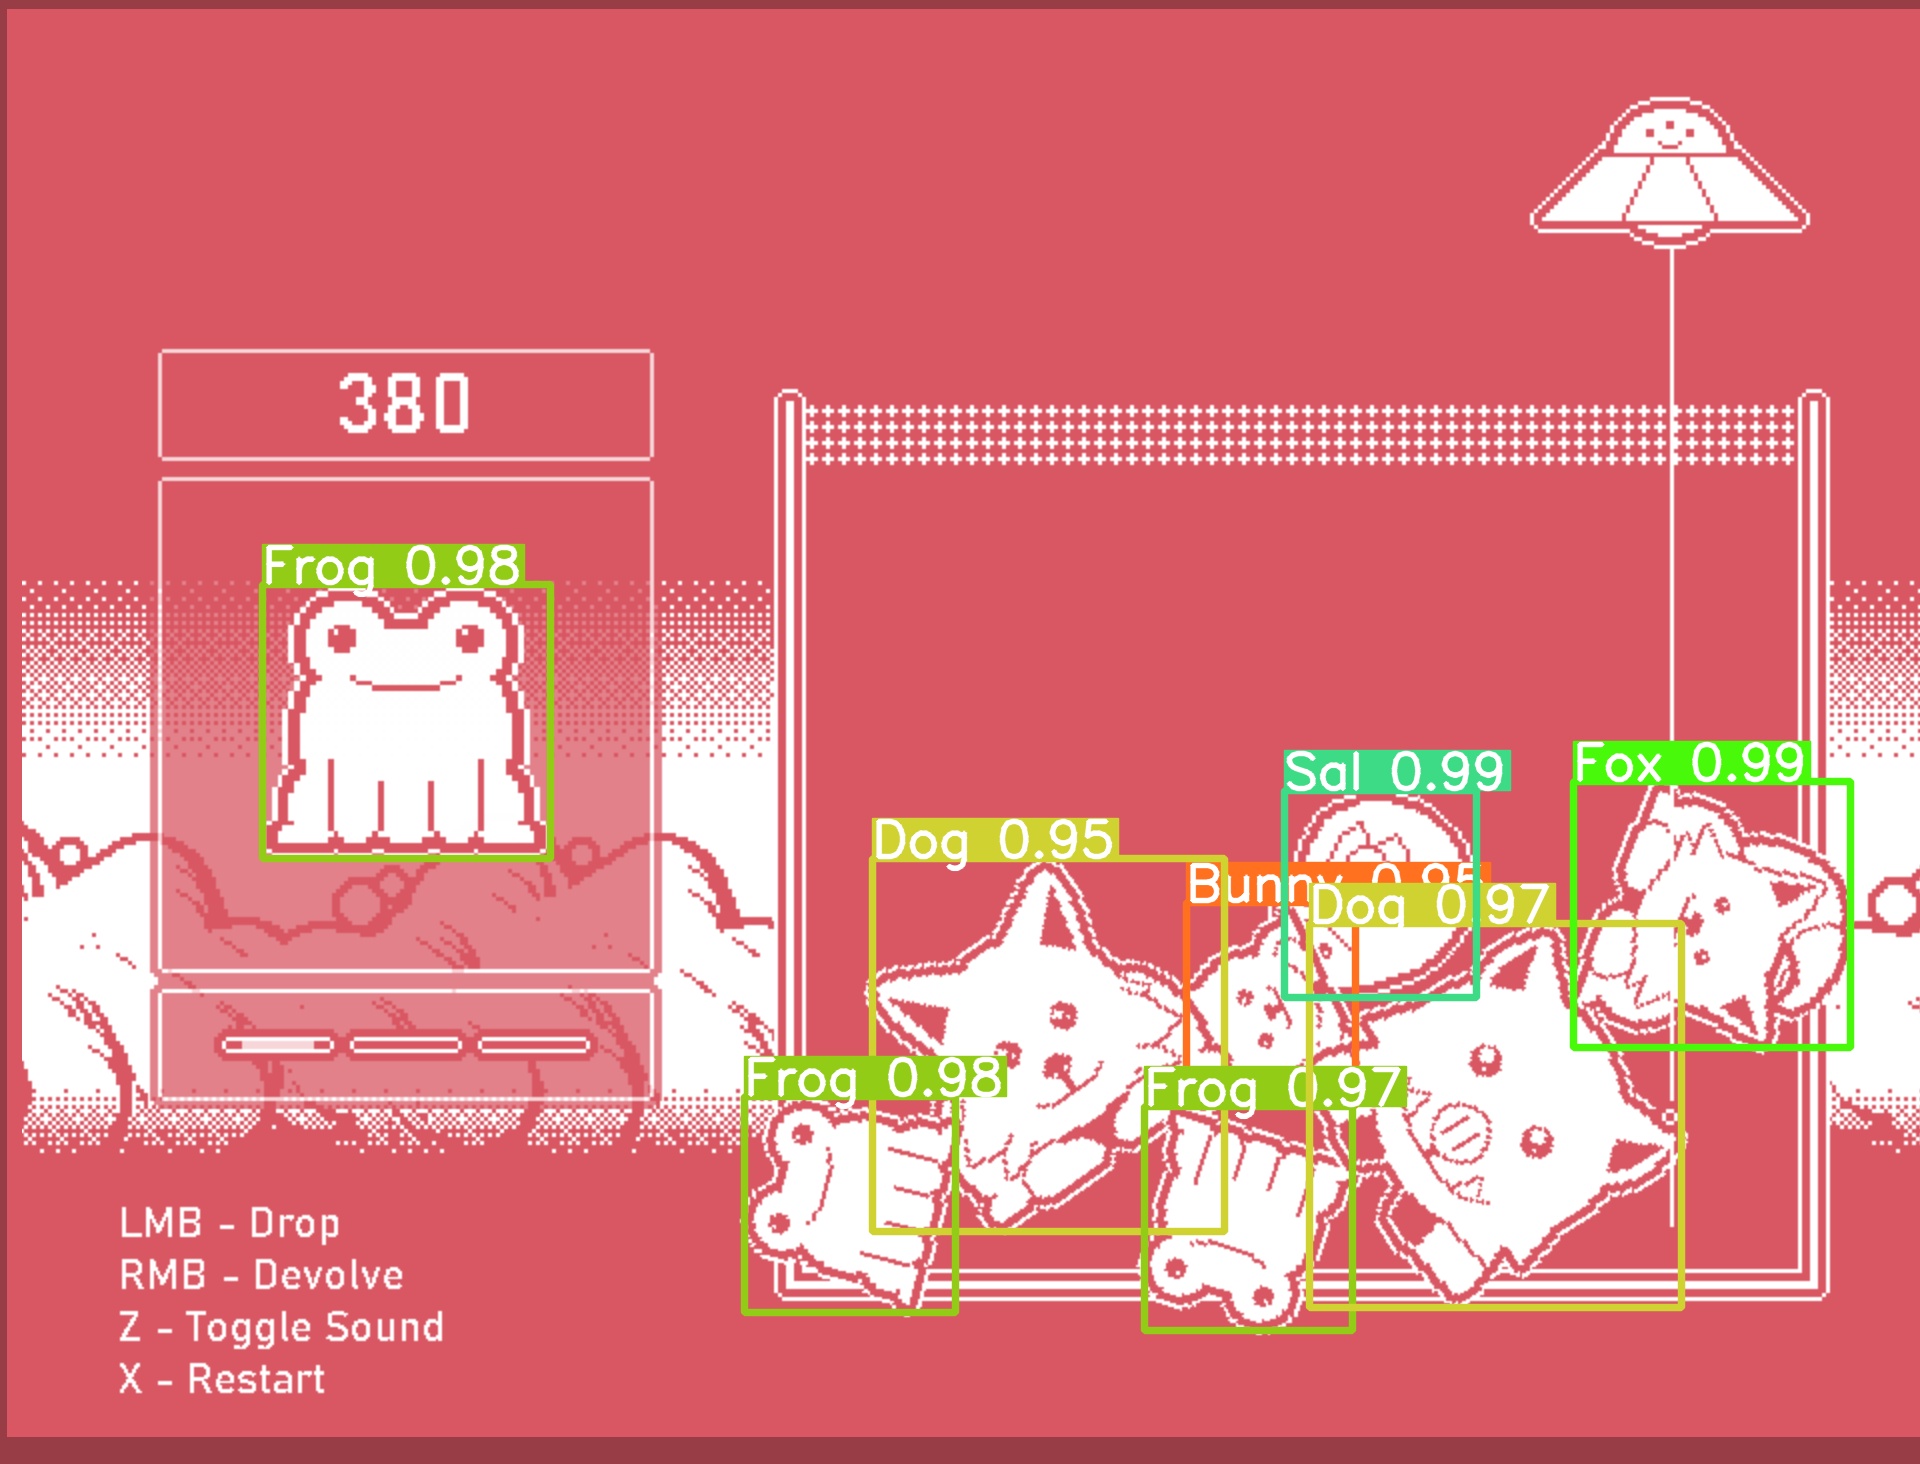 380
Frog 0.98
Sal 0.99
Fox 0.99
Dog 0.95
Bunny 0.95
Dog 0.97
Frog 0.98
Frog 0.97
LMB - Drop
RMB - Devolve
Z - Toggle Sound
X - Restart